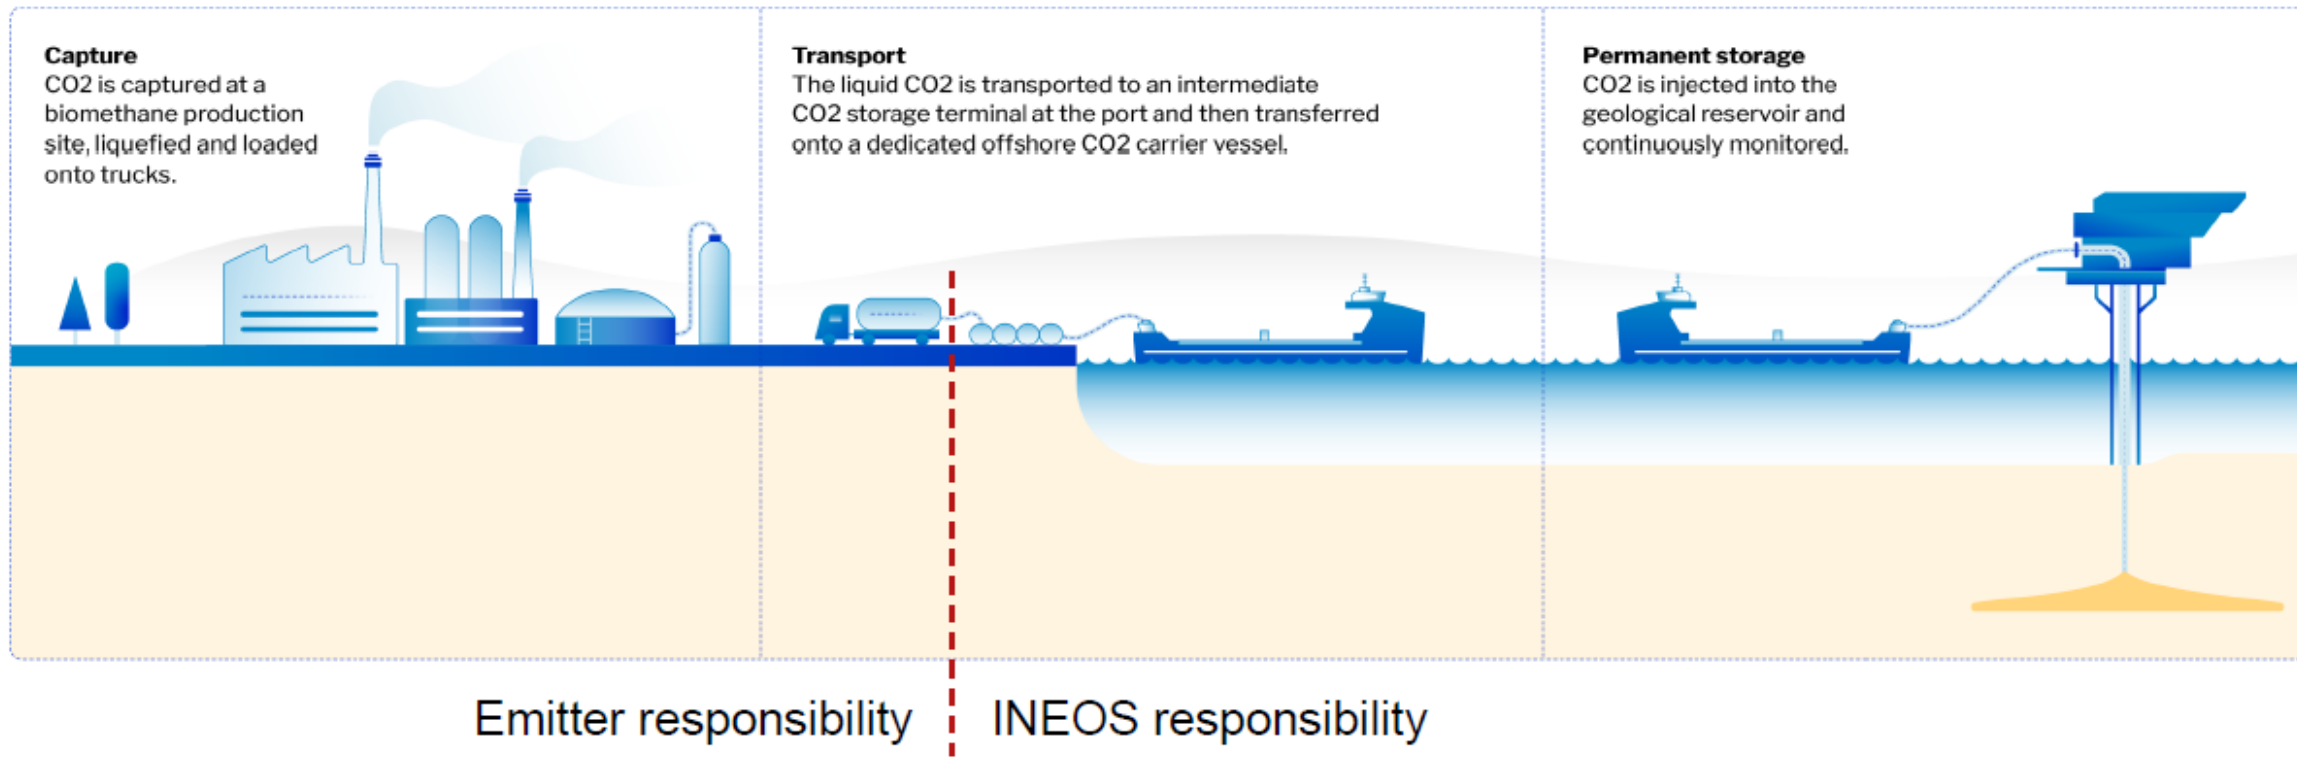 Capture
CO2 is captured at a
biomethane production
site, liquefied and loaded
onto trucks.
Transport
The liquid CO2 is transported to an intermediate
CO2 storage terminal at the port and then transferred
onto a dedicated offshore CO2 carrier vessel.
Permanent storage
CO2 is injected into the
geological reservoir and
continuously monitored.
Emitter responsibility
INEOS responsibility